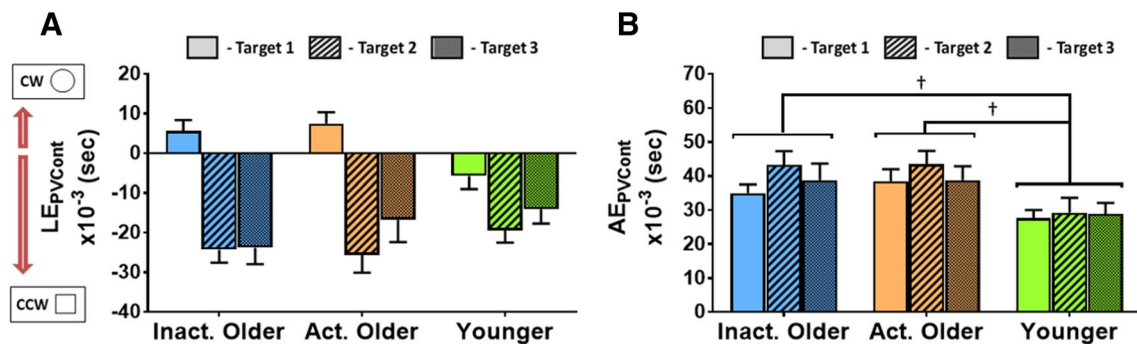 A
- Target 1 - Target 2 - Target 3
CW
CCW
LEPVCont
x10-3 (sec)
20
10
0
-10
-20
-30
-40
Inact. Older Act. Older Younger
B
- Target 1 - Target 2 - Target 3
AEPVCont
x10-3 (sec)
70
60
50
40
30
20
10
0
†
†
Inact. Older Act. Older Younger